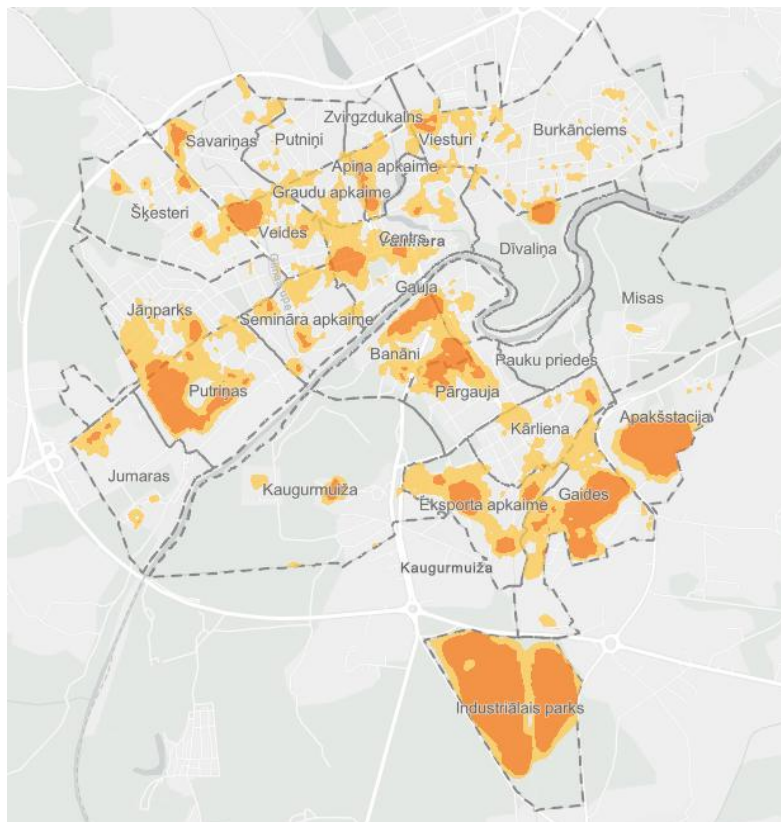 Zvirgzdukalns
Savariņas
Putniņi
Viesturi
Burkānciems
Apiņa apkaime
Graudu apkaime
Šķesteri
Veides
Centrs
Valmiera
Dīvaliņa
Gauja
Misas
Jāņparks
Semināra apkaime
Banāni
Pauku priedes
Putriņas
Pārgauja
Kārliena
Apakšstacija
Jumaras
Kaugurmuiža
Eksporta apkaime
Gaides
Kaugurmuiža
Industriālais parks